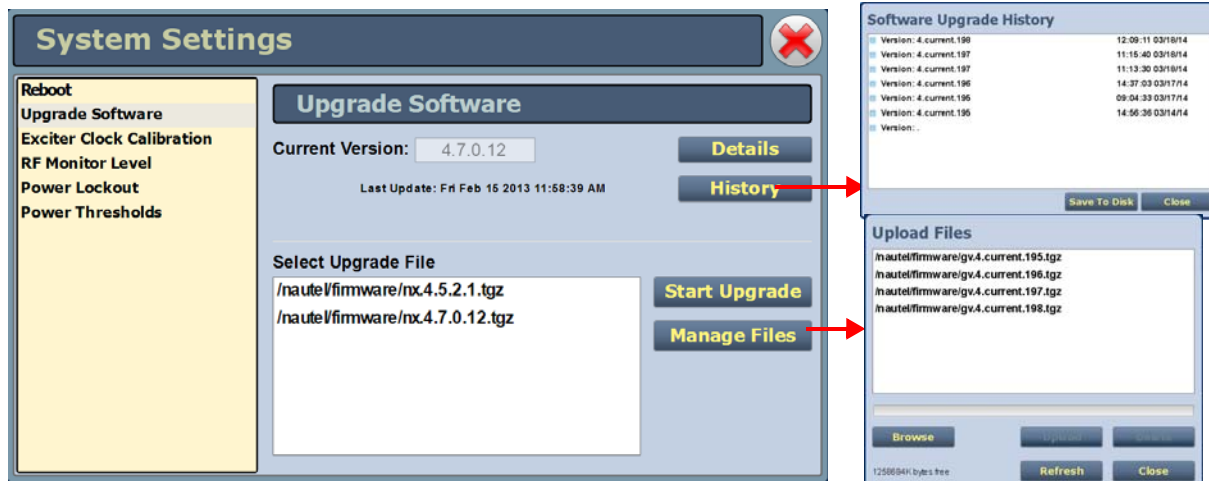 System Settings
Reboot
Upgrade Software
Exciter Clock Calibration
RF Monitor Level
Power Lockout
Power Thresholds
Upgrade Software
Current Version: 4.7.0.12
Details
Last Update: Fri Feb 15 2013 11:58:39 AM
History
Select Upgrade File
/nautel/firmware/nx.4.5.2.1.tgz
/nautel/firmware/nx.4.7.0.12.tgz
Start Upgrade
Manage Files
Software Upgrade History
Version: 4.current.198 12:09:11 03/18/14
Version: 4.current.197 11:15:40 03/18/14
Version: 4.current.197 11:13:30 03/18/14
Version: 4.current.196 14:37:03 03/17/14
Version: 4.current.195 09:04:33 03/17/14
Version: 4.current.195 14:56:36 03/14/14
Version: .
Save To Disk Close
Upload Files
/nautel/firmware/gv.4.current.195.tgz
/nautel/firmware/gv.4.current.196.tgz
/nautel/firmware/gv.4.current.197.tgz
/nautel/firmware/gv.4.current.198.tgz
Browse Upload Delete
1258684K bytes free
Refresh Close